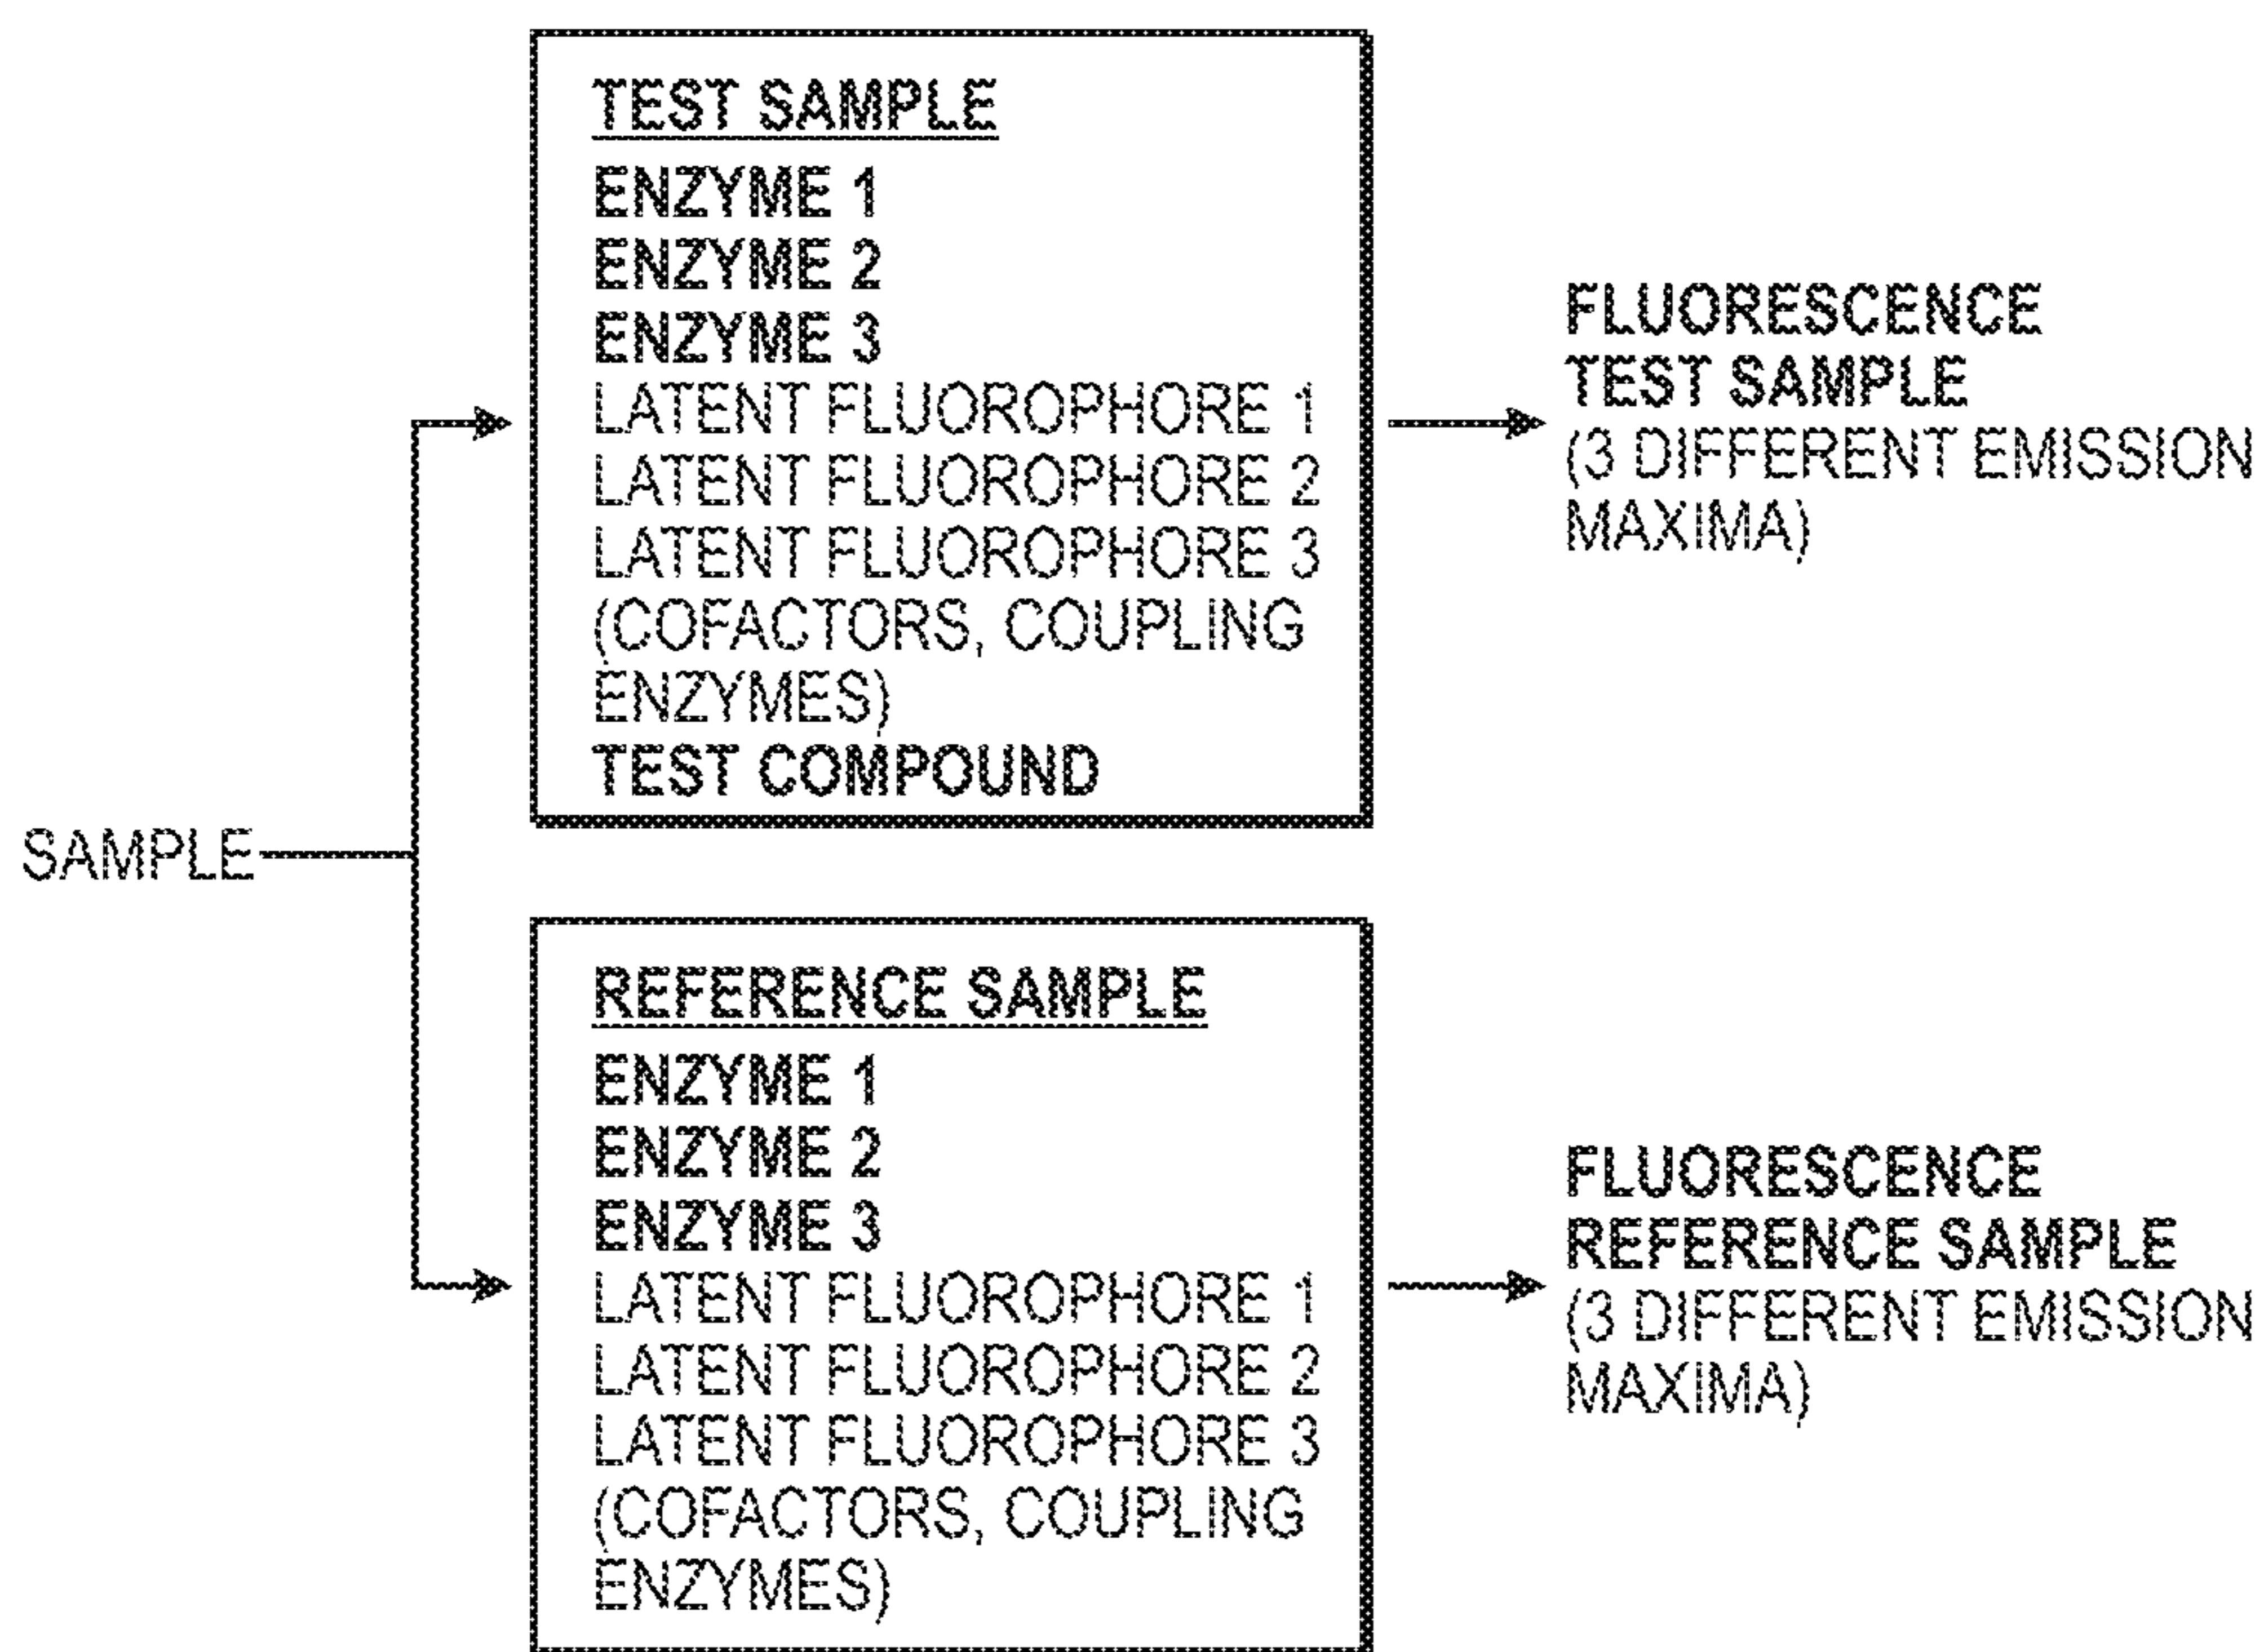 SAMPLE
TEST SAMPLE
ENZYME 1
ENZYME 2
ENZYME 3
LATENT FLUOROPHORE 1
LATENT FLUOROPHORE 2
LATENT FLUOROPHORE 3
(COFACTORS, COUPLING
ENZYMES)
TEST COMPOUND
FLUORESCENCE
TEST SAMPLE
(3 DIFFERENT EMISSION
MAXIMA)
REFERENCE SAMPLE
ENZYME 1
ENZYME 2
ENZYME 3
LATENT FLUOROPHORE 1
LATENT FLUOROPHORE 2
LATENT FLUOROPHORE 3
(COFACTORS, COUPLING
ENZYMES)
FLUORESCENCE
REFERENCE SAMPLE
(3 DIFFERENT EMISSION
MAXIMA)